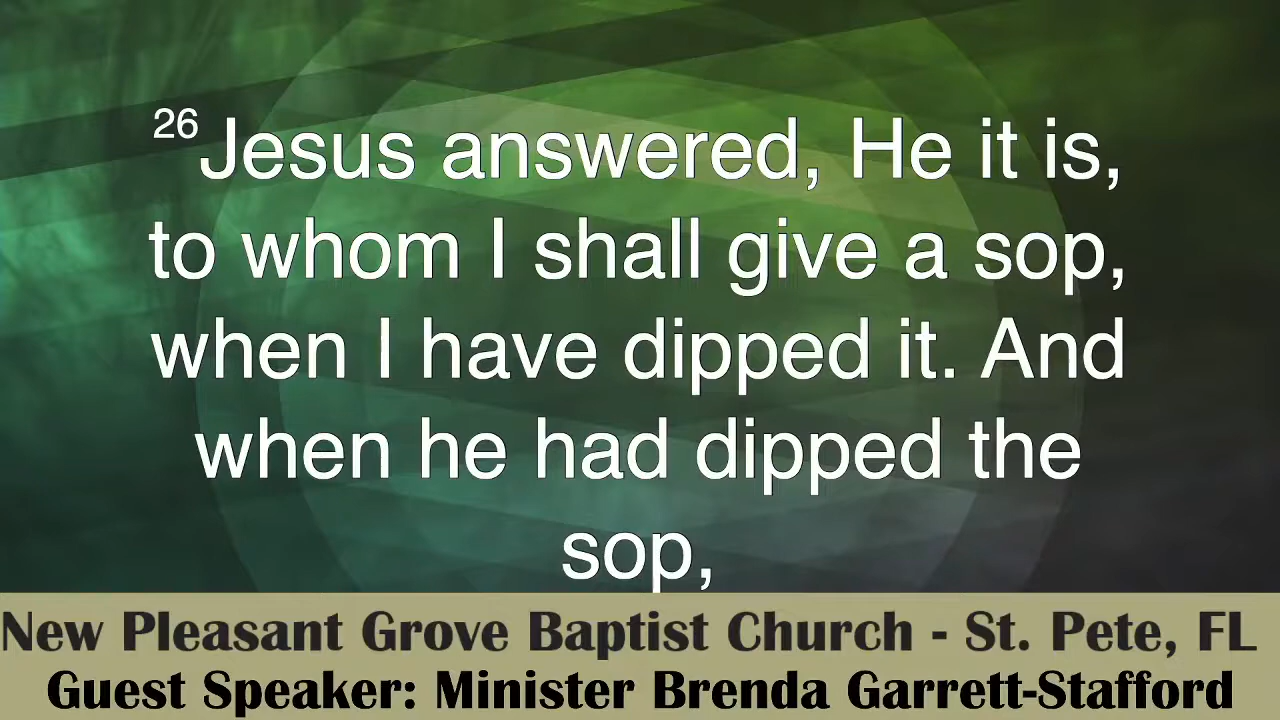 26 Jesus answered, He it is,
to whom I shall give a sop,
when I have dipped it. And
when he had dipped the
sop,
New Pleasant Grove Baptist Church - St. Pete, FL
Guest Speaker: Minister Brenda Garrett-Stafford